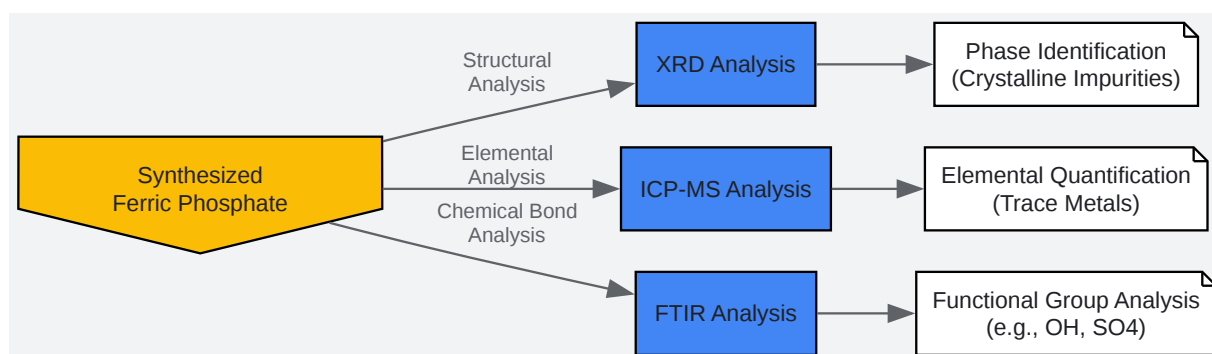 Structural
Analysis
XRD Analysis
Phase Identification
(Crystalline Impurities)
Synthesized
Ferric Phosphate
Elemental
Analysis
ICP-MS Analysis
Elemental Quantification
(Trace Metals)
Chemical Bond
Analysis
FTIR Analysis
Functional Group Analysis
(e.g., OH, SO4)